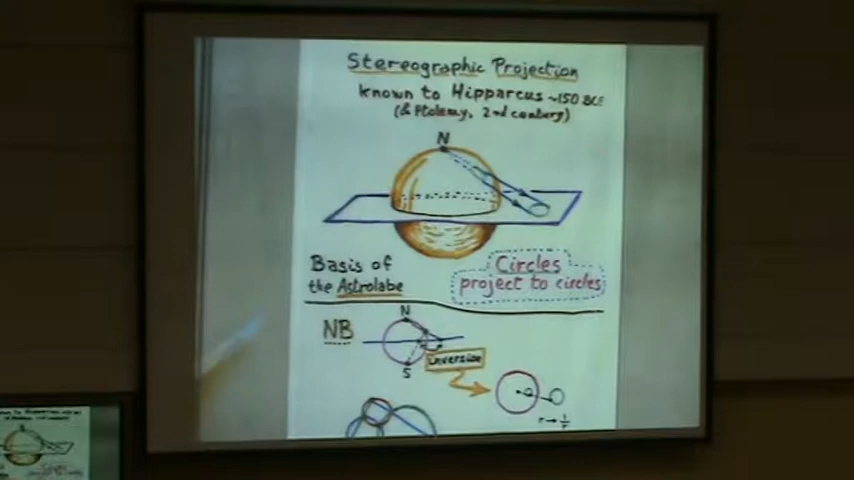 Stereographic Projection
known to Hipparcus ~150 BCE
(& Ptolemy, 2nd century)
N
Basis of
the Astrolabe
Circles
project to circles
NB
N
S
inversion
r → 1/r